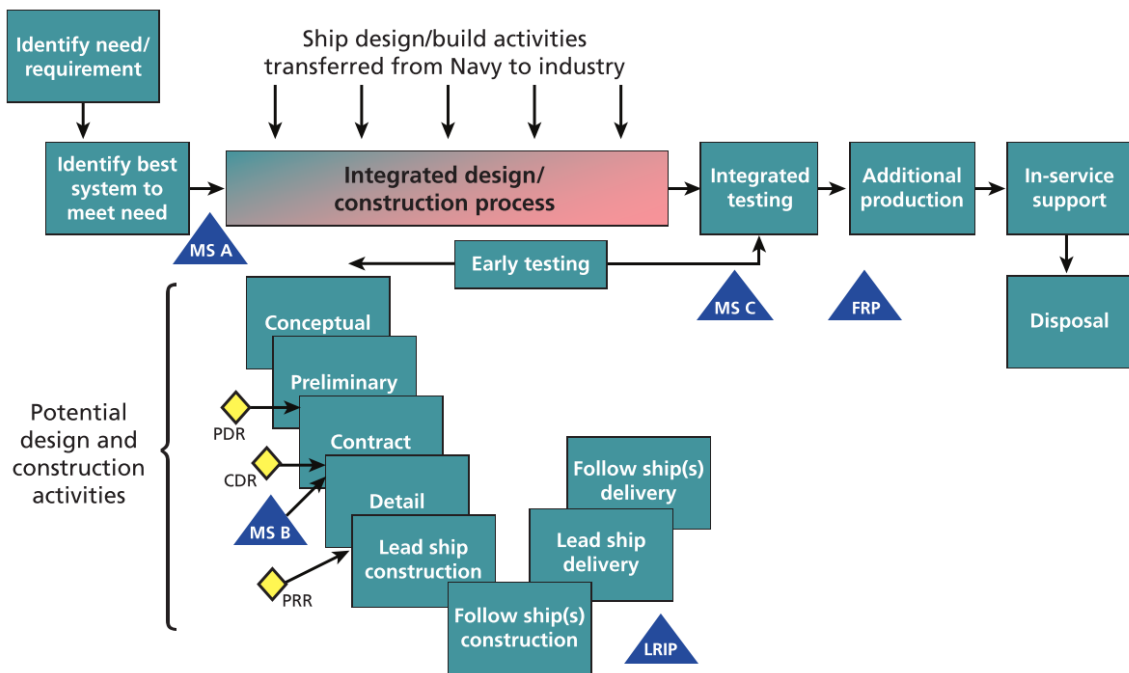 Identify need/
requirement
Ship design/build activities
transferred from Navy to industry
Identify best
system to
meet need
Integrated design/
construction process
Integrated
testing
Additional
production
In-service
support
MS A
Early testing
MS C
FRP
Disposal
Potential
design and
construction
activities
Conceptual
Preliminary
PDR
Contract
CDR
Detail
MS B
Lead ship
construction
PRR
Follow ship(s)
construction
Follow ship(s)
delivery
Lead ship
delivery
LRIP